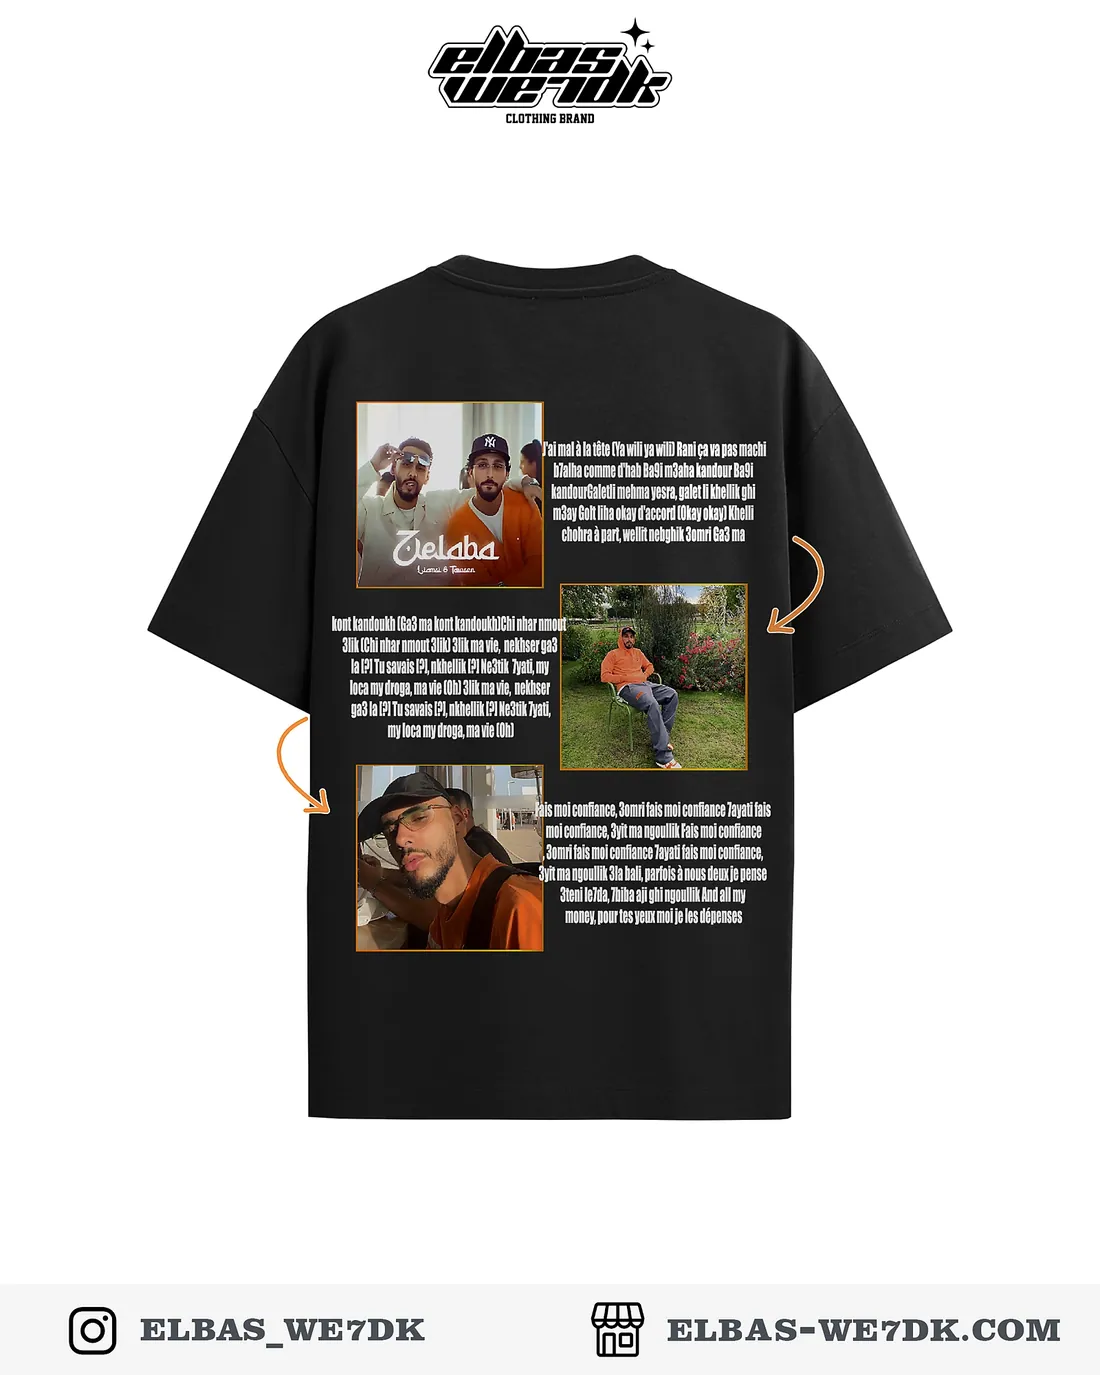 elbas
we7dk
CLOTHING BRAND
NY
J'ai mal à la tête (Ya wili ya wili) Rani ça va pas machi
b7alha comme d'hab Ba9i m3aha kandour Ba9i
kandourGaletli mehma yesra, galet li khellik ghi
m3ay Golt liha okay d'accord (Okay okay) Khelli
chohra à part, wellit nebghik 3omri Ga3 ma
كelaba
Liamsi & Tawsen
kont kandoukh (Ga3 ma kont kandoukh)Chi nhar nmout
3lik (Chi nhar nmout 3lik) 3lik ma vie, nekhser ga3
la [?] Tu savais [?], nkhellik [?] Ne3tik 7yati, my
loca my droga, ma vie (Oh) 3lik ma vie, nekhser
ga3 la [?] Tu savais [?], nkhellik [?] Ne3tik 7yati,
my loca my droga, ma vie (Oh)
Fais moi confiance, 3omri fais moi confiance 7ayati fais
moi confiance, 3yit ma ngoullik Fais moi confiance
3omri fais moi confiance 7ayati fais moi confiance,
3yit ma ngoullik 3la bali, parfois à nous deux je pense
3teni le7da, 7biba aji ghi ngoullik And all my
money, pour tes yeux moi je les dépenses
ELBAS_WE7DK
ELBAS-WE7DK.COM